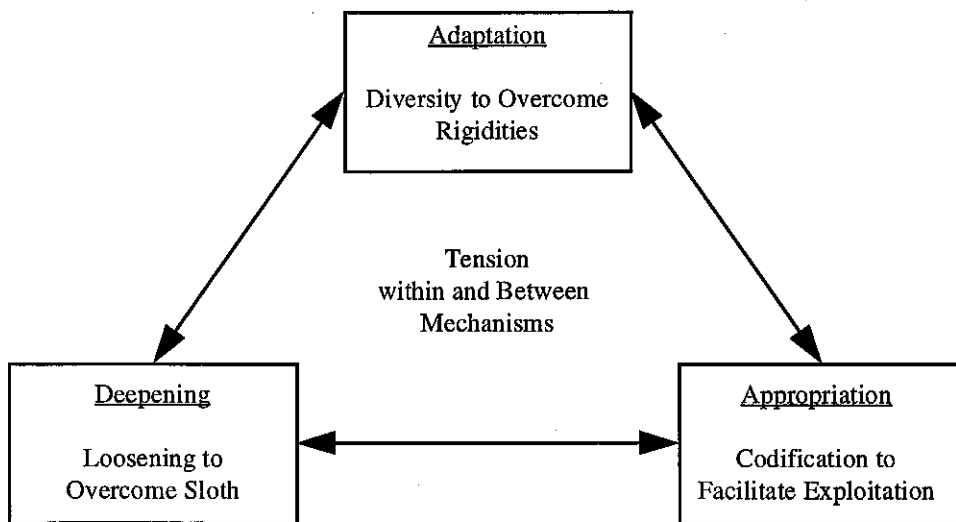 Adaptation
Diversity to Overcome
Rigidities
Tension
within and Between
Mechanisms
Deepening
Loosening to
Overcome Sloth
Appropriation
Codification to
Facilitate Exploitation